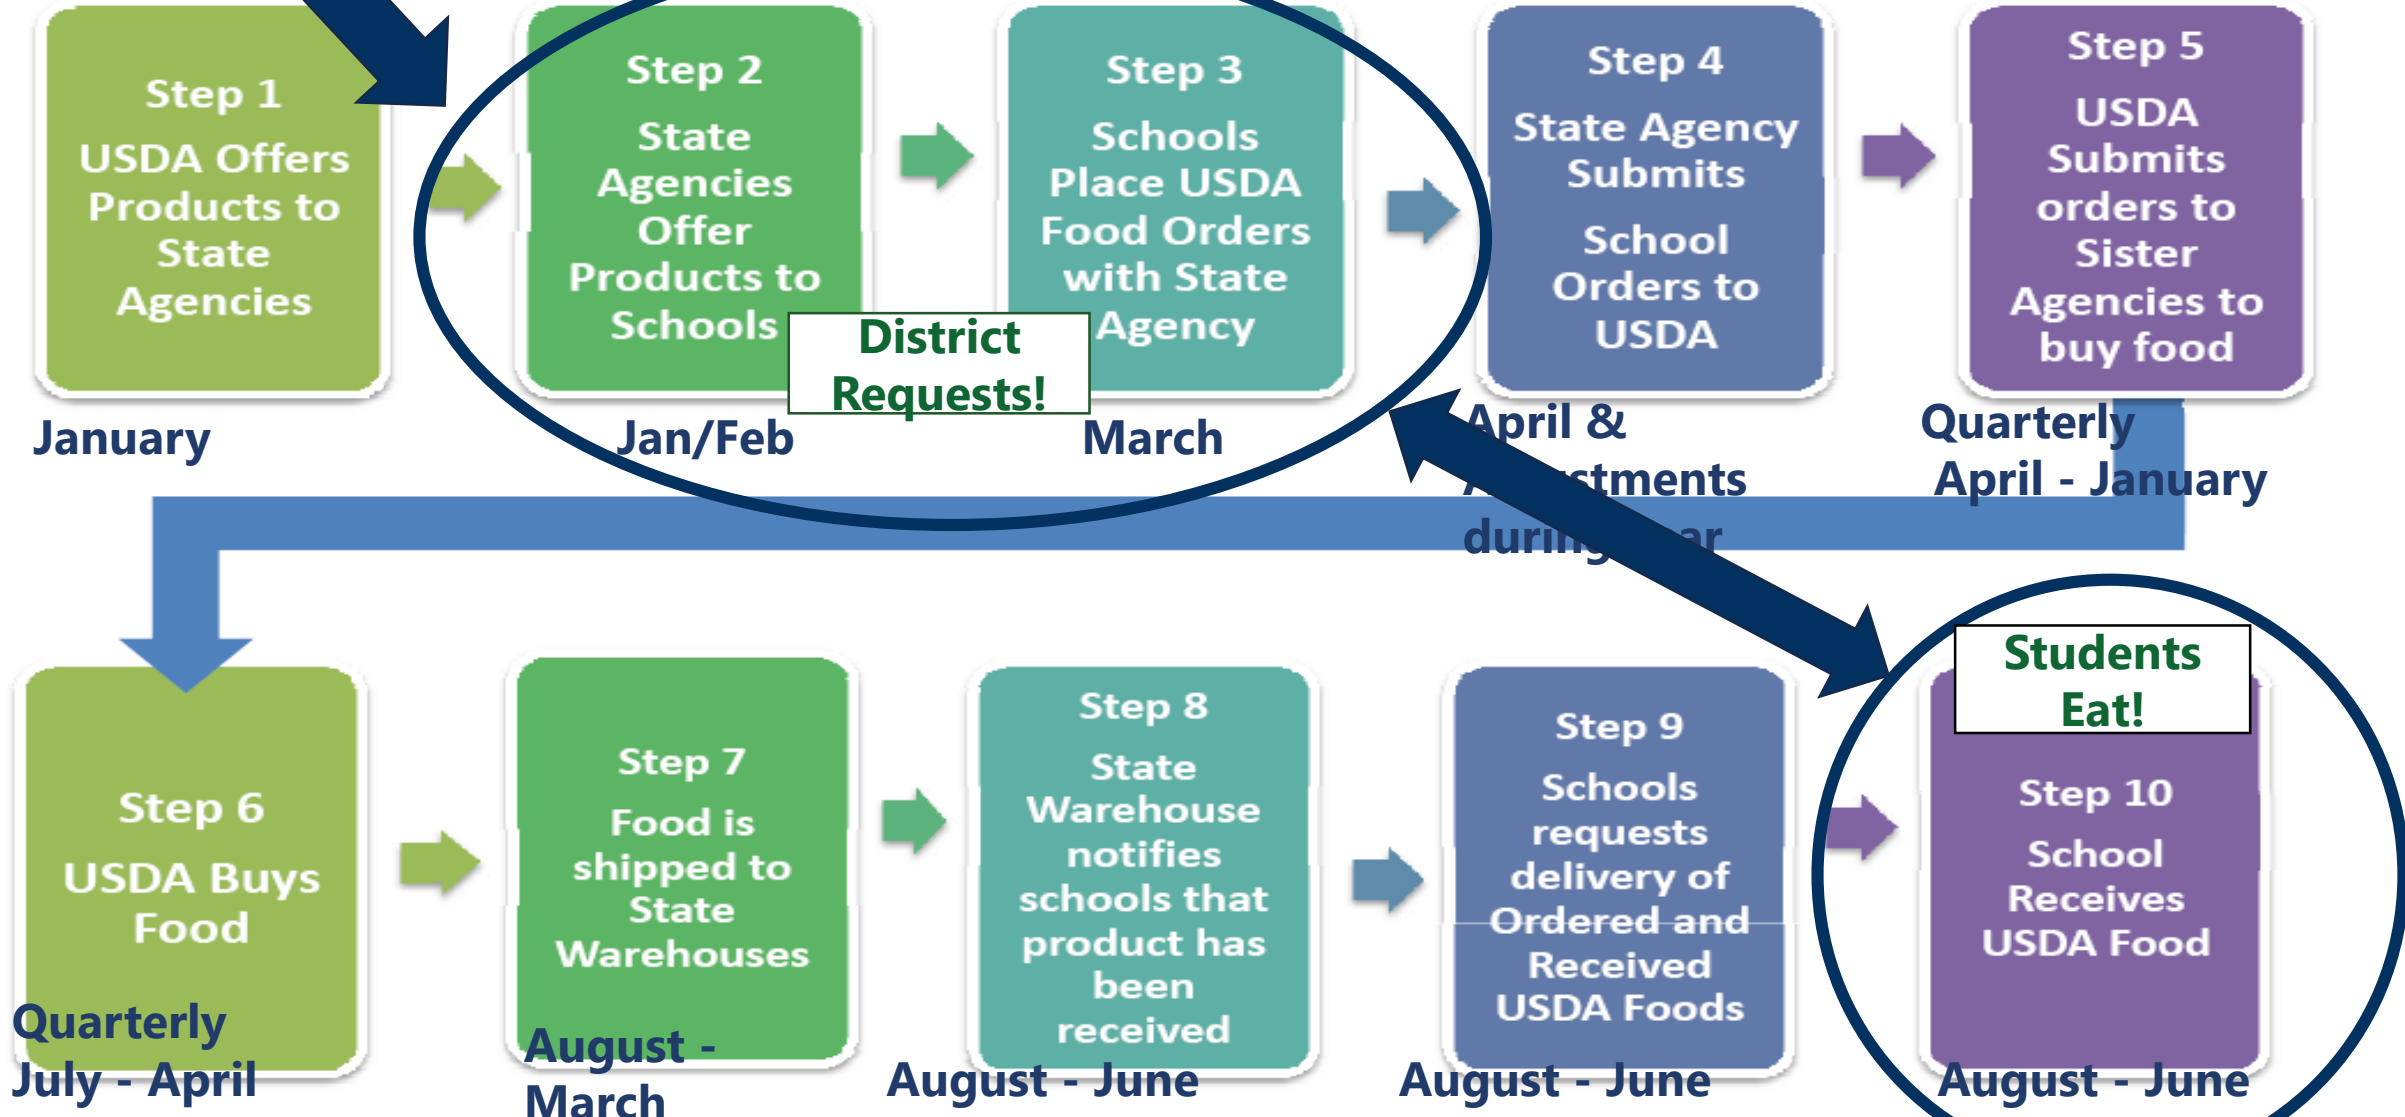 Step 1
USDA Offers
Products to
State
Agencies
January
Step 2
State
Agencies
Offer
Products to
Schools
Jan/Feb
District
Requests!
Step 3
Schools
Place USDA
Food Orders
with State
Agency
March
Step 4
State Agency
Submits
School
Orders to
USDA
April &
during
Step 5
USDA
Submits
orders to
Sister
Agencies to
buy food
Quarterly
April - January
Step 6
USDA Buys
Food
Quarterly
July - April
Step 7
Food is
shipped to
State
Warehouses
August -
March
Step 8
State
Warehouse
notifies
schools that
product has
been
received
August - June
Step 9
Schools
requests
delivery of
Ordered and
Received
USDA Foods
August - June
Students
Eat!
Step 10
School
Receives
USDA Food
August - June